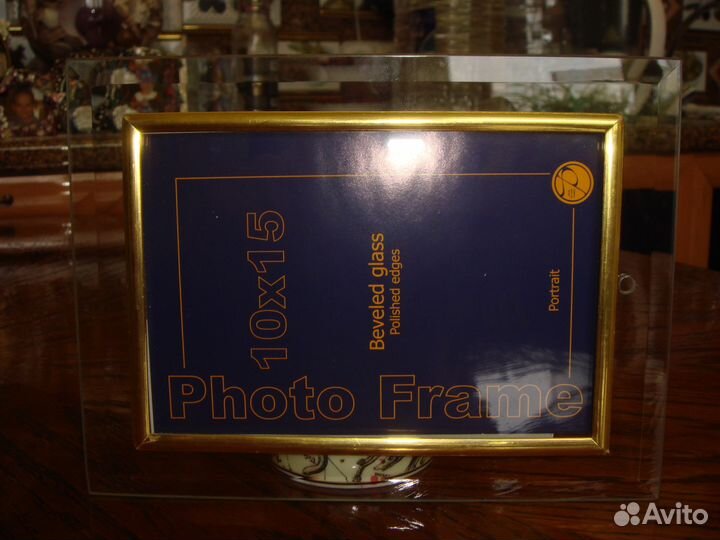 10x15
Beveled glass
Polished edges
Portrait
Photo Frame
Avito